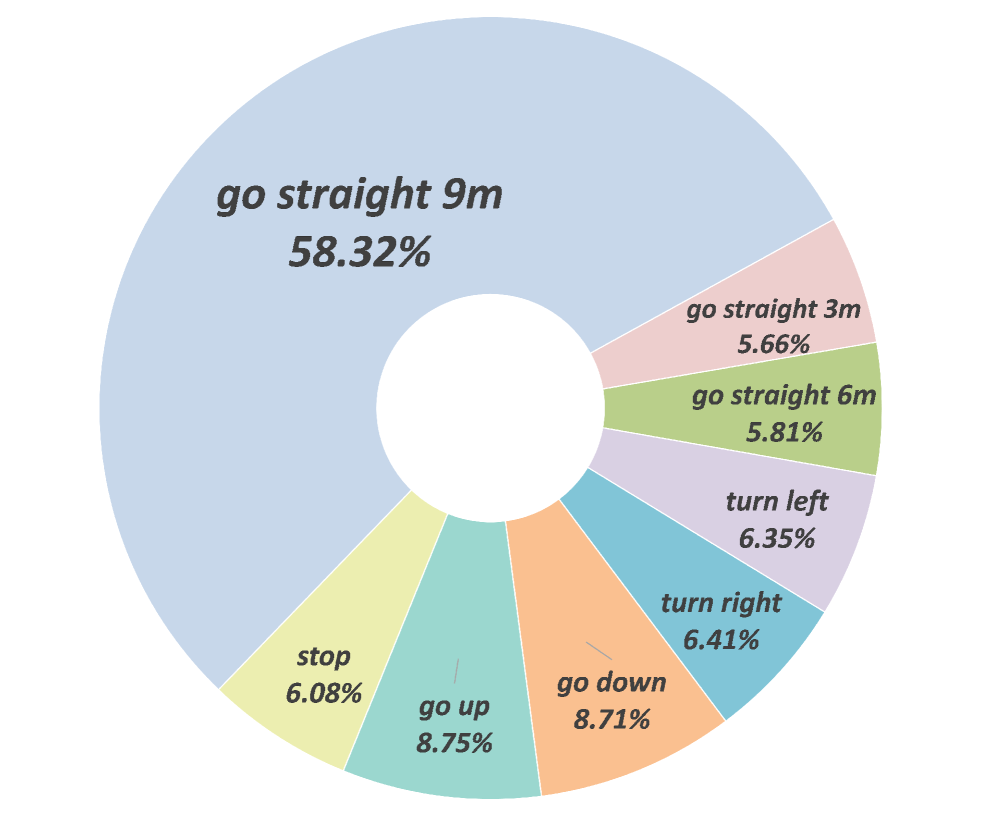 go straight 9m
58.32%
go straight 3m
5.66%
go straight 6m
5.81%
turn left
6.35%
turn right
6.41%
go down
8.71%
go up
8.75%
stop
6.08%